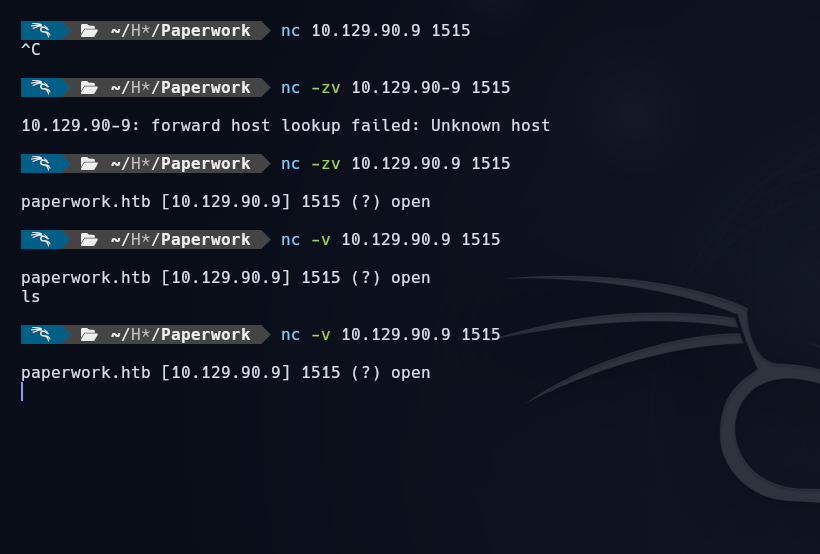 ~/H*/Paperwork nc 10.129.90.9 1515
^C
~/H*/Paperwork nc -zv 10.129.90-9 1515
10.129.90-9: forward host lookup failed: Unknown host
~/H*/Paperwork nc -zv 10.129.90.9 1515
paperwork.htb [10.129.90.9] 1515 (?) open
~/H*/Paperwork nc -v 10.129.90.9 1515
paperwork.htb [10.129.90.9] 1515 (?) open
ls
~/H*/Paperwork nc -v 10.129.90.9 1515
paperwork.htb [10.129.90.9] 1515 (?) open